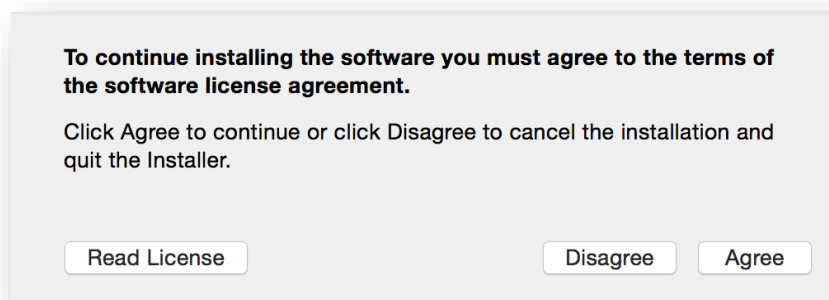 To continue installing the software you must agree to the terms of
the software license agreement.
Click Agree to continue or click Disagree to cancel the installation and
quit the Installer.
Read License Disagree Agree